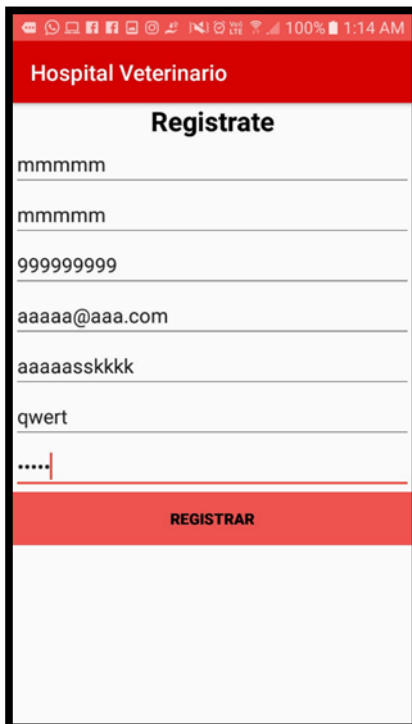 100% 1:14 AM
Hospital Veterinario
Registrate
mmmmm
mmmmm
999999999
aaaaa@aaa.com
aaaaasskkkk
qwert
•••••
REGISTRAR